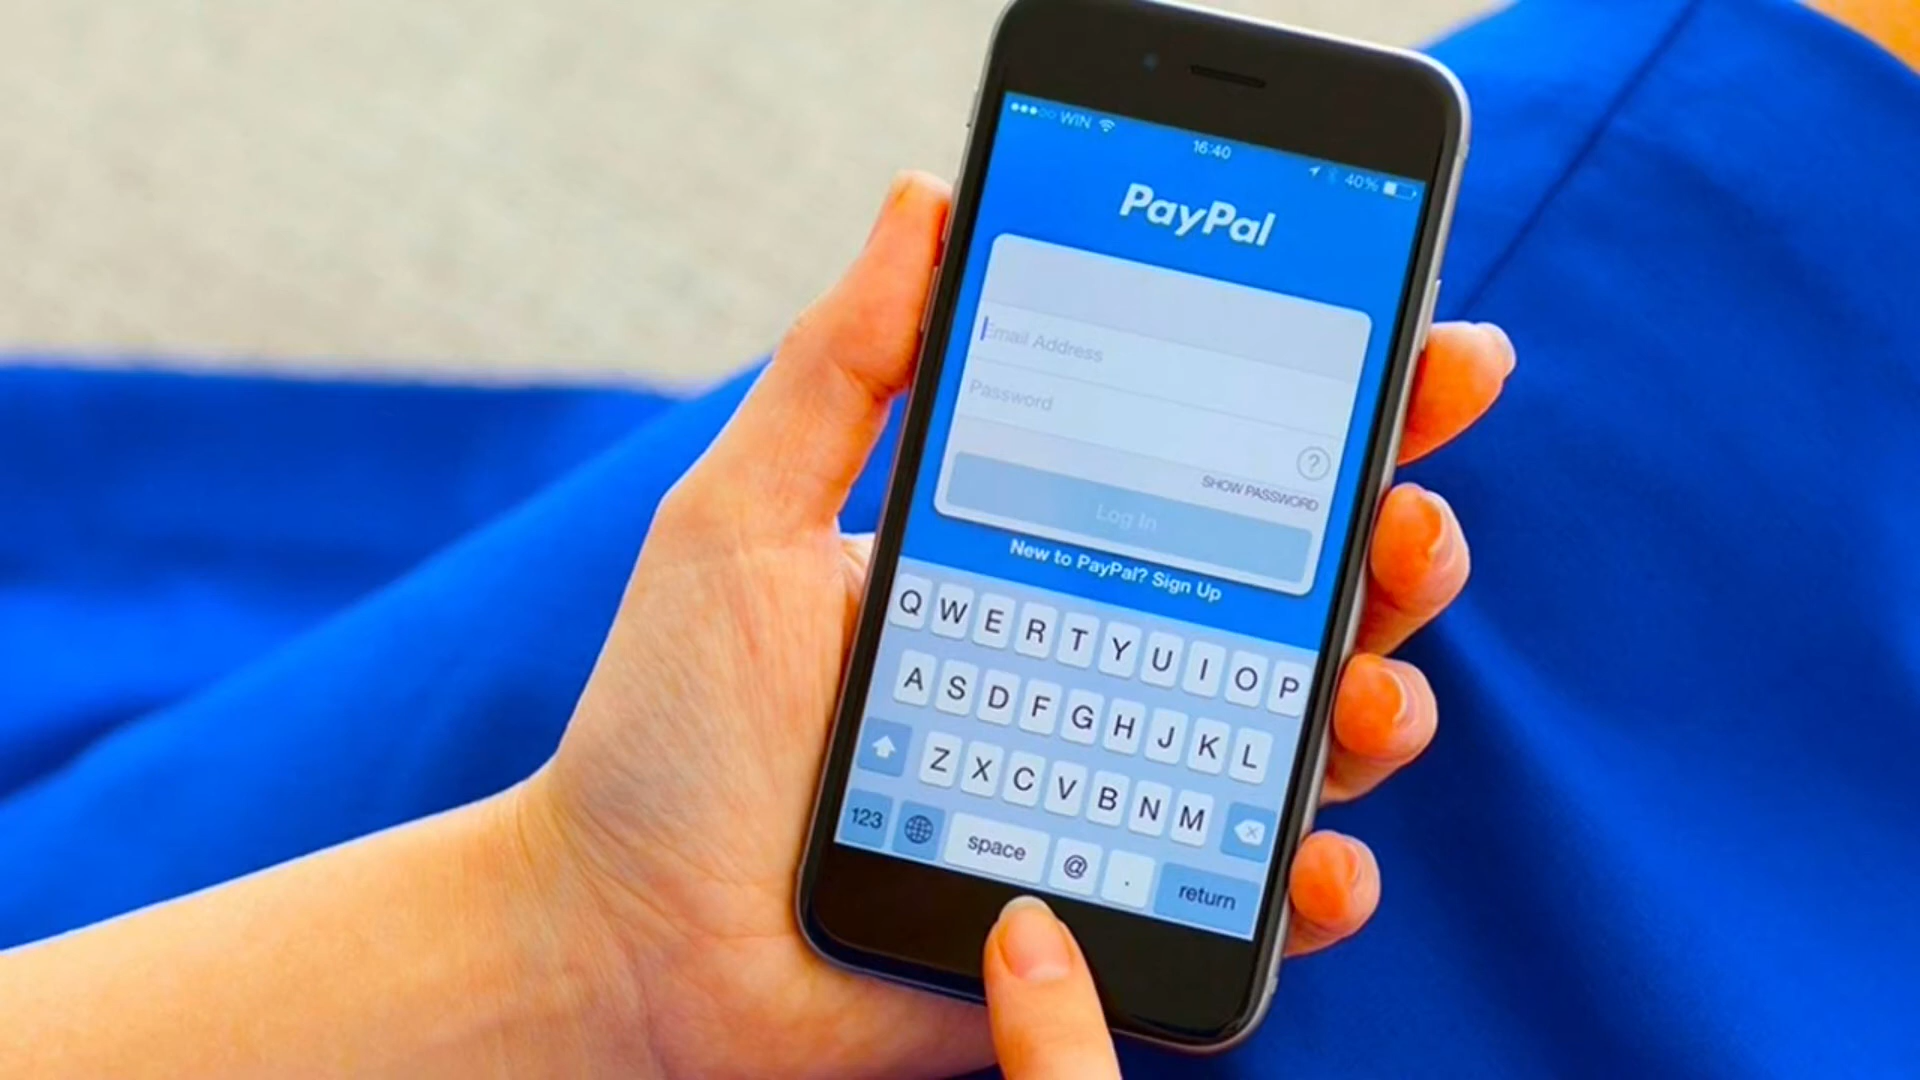 WIN
16:40
40%
PayPal
Email Address
Password
?
SHOW PASSWORD
Log In
New to PayPal? Sign Up
Q W E R T Y U I O P
A S D F G H J K L
Z X C V B N M
123 space @ . return